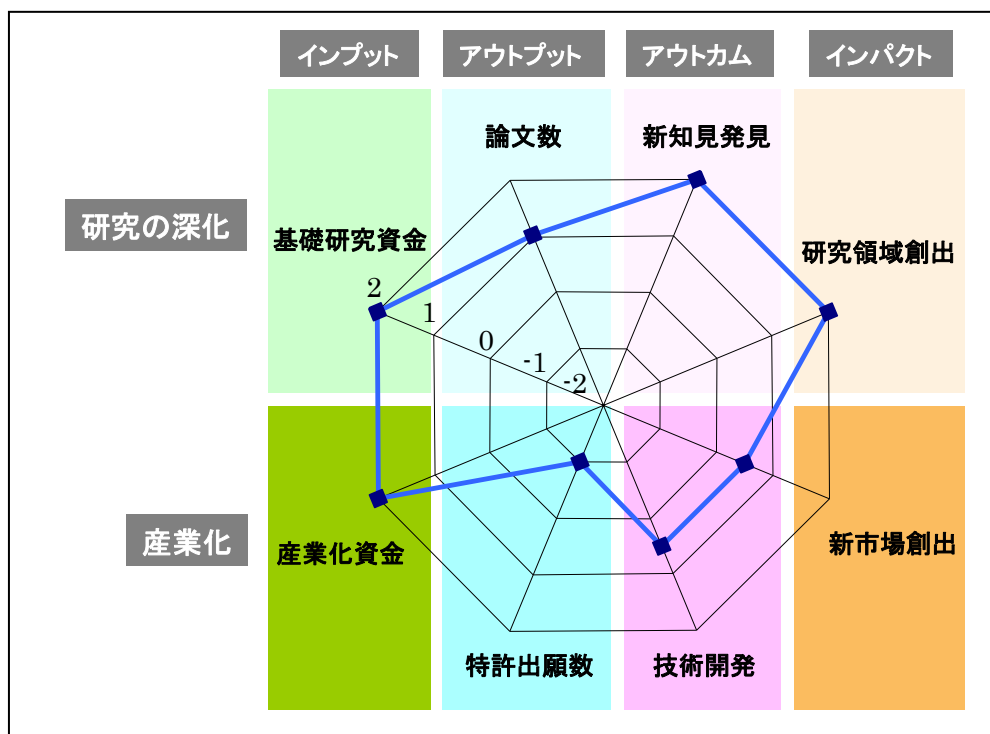 インプット
アウトプット
アウトカム
インパクト
論文数
新知見発見
研究の深化
基礎研究資金
研究領域創出
2
1
0
-1
-2
産業化
産業化資金
新市場創出
特許出願数
技術開発